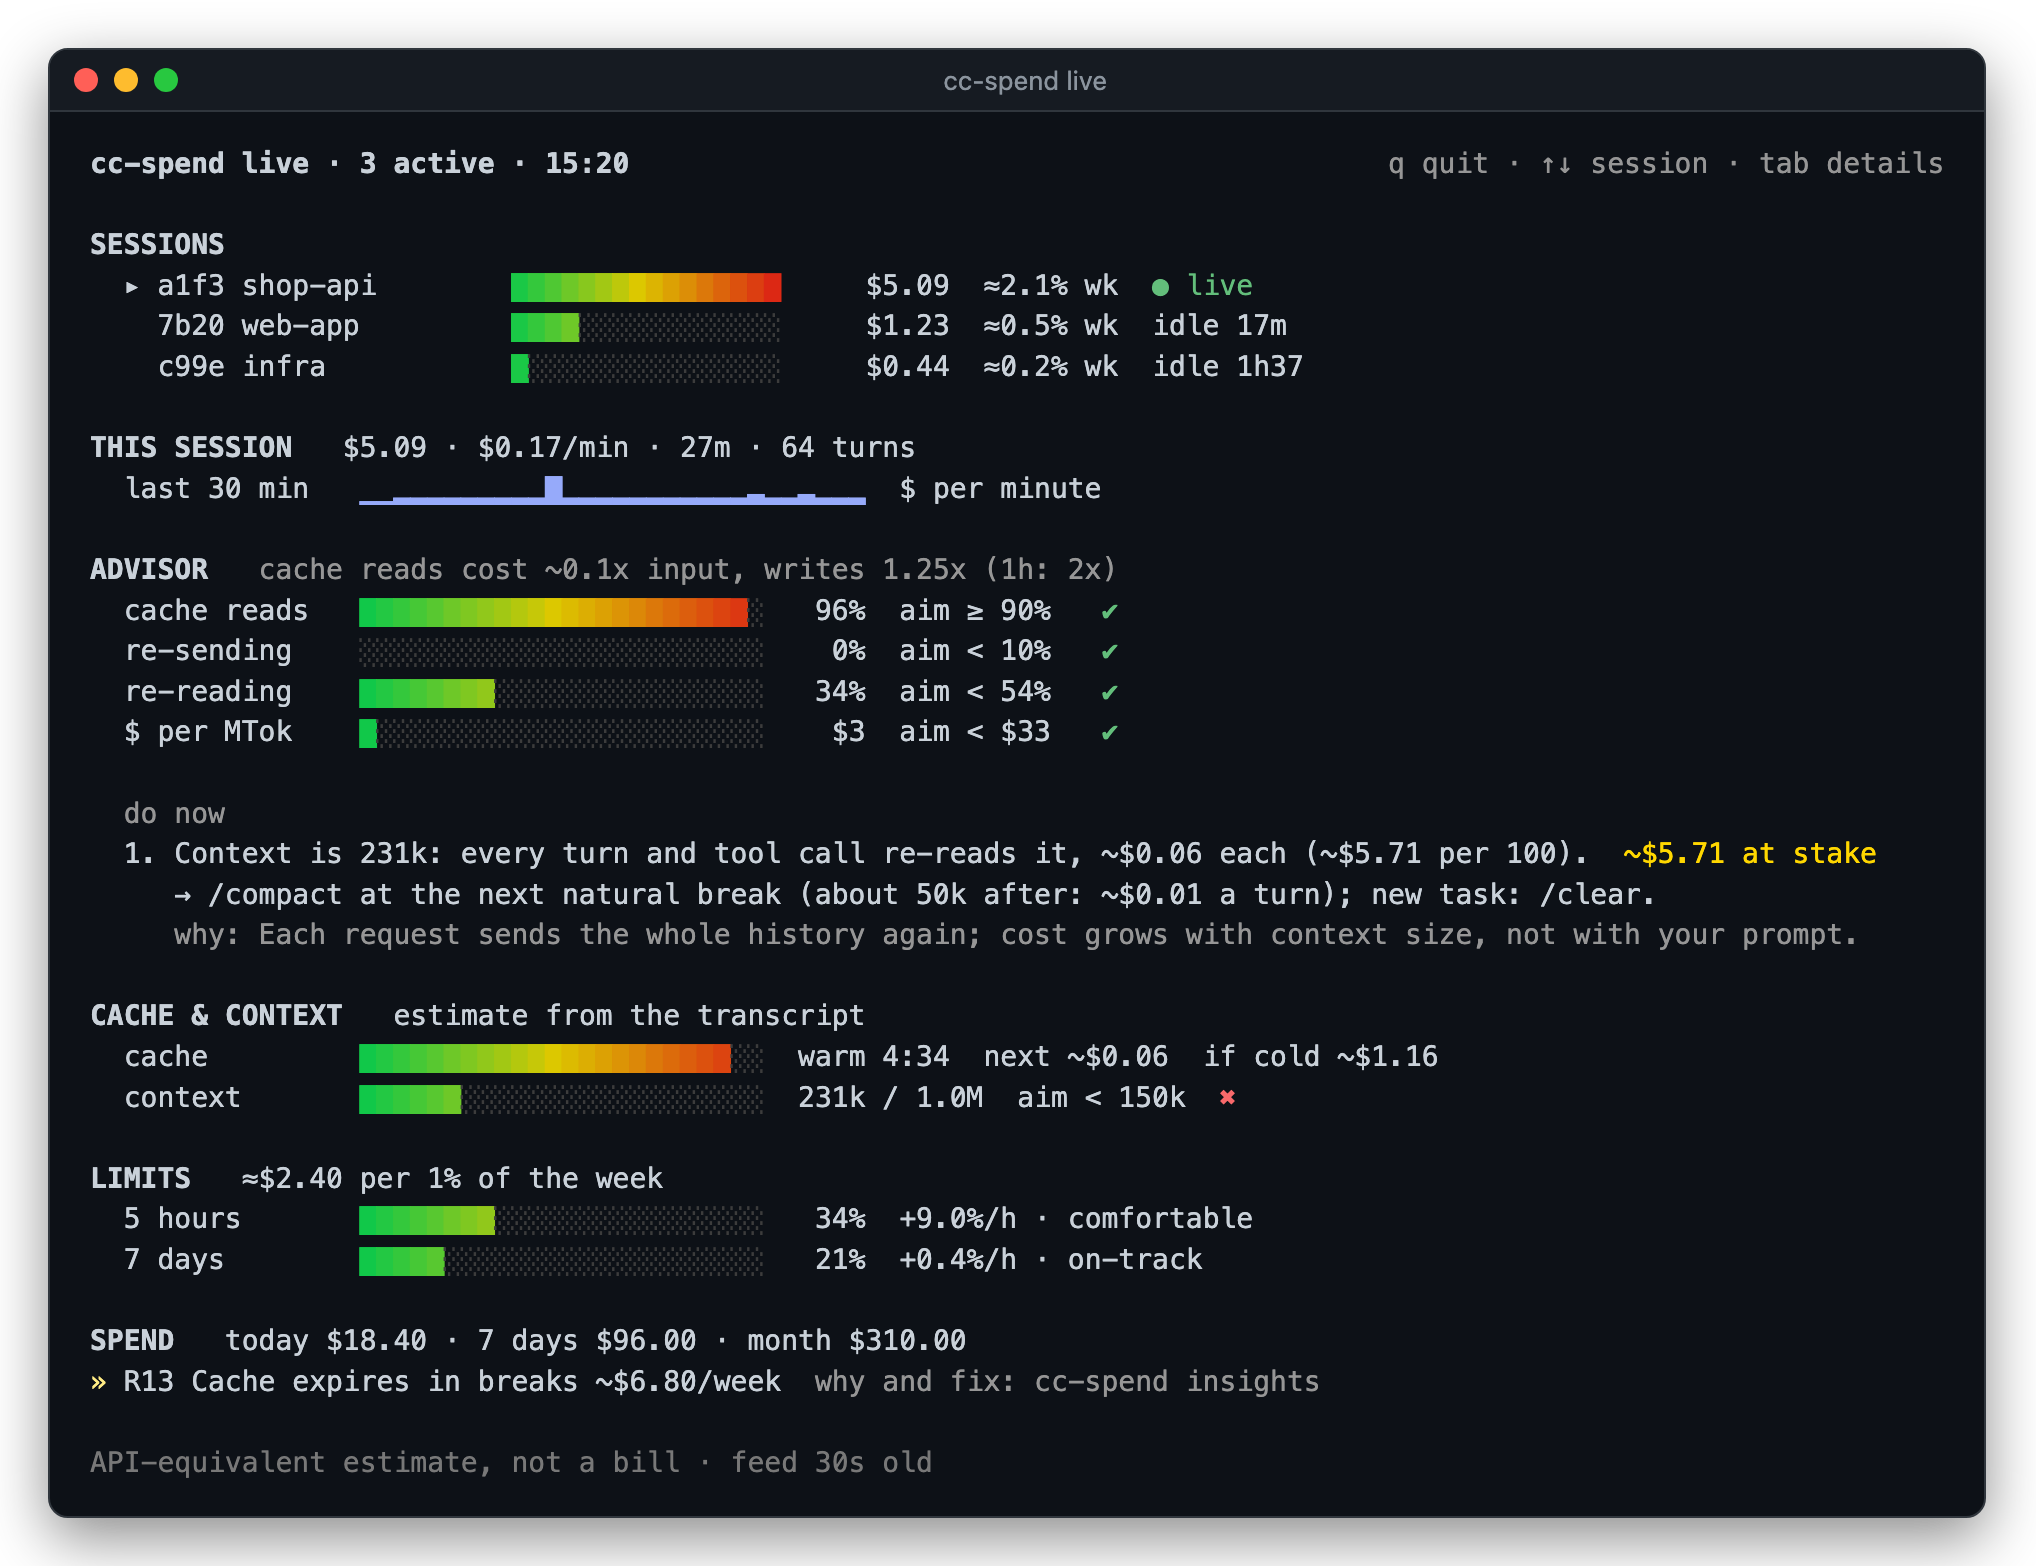 cc-spend live
cc-spend live · 3 active · 15:20 q quit · ↑↓ session · tab details
SESSIONS
▸ a1f3 shop-api $5.09 ≈2.1% wk ● live
7b20 web-app $1.23 ≈0.5% wk idle 17m
c99e infra $0.44 ≈0.2% wk idle 1h37
THIS SESSION $5.09 · $0.17/min · 27m · 64 turns
last 30 min $ per minute
ADVISOR cache reads cost ~0.1x input, writes 1.25x (1h: 2x)
cache reads 96% aim ≥ 90% ✔
re-sending 0% aim < 10% ✔
re-reading 34% aim < 54% ✔
$ per MTok $3 aim < $33 ✔
do now
1. Context is 231k: every turn and tool call re-reads it, ~$0.06 each (~$5.71 per 100). ~$5.71 at stake
→ /compact at the next natural break (about 50k after: ~$0.01 a turn); new task: /clear.
why: Each request sends the whole history again; cost grows with context size, not with your prompt.
CACHE & CONTEXT estimate from the transcript
cache warm 4:34 next ~$0.06 if cold ~$1.16
context 231k / 1.0M aim < 150k ✖
LIMITS ≈$2.40 per 1% of the week
5 hours 34% +9.0%/h · comfortable
7 days 21% +0.4%/h · on-track
SPEND today $18.40 · 7 days $96.00 · month $310.00
» R13 Cache expires in breaks ~$6.80/week why and fix: cc-spend insights
API-equivalent estimate, not a bill · feed 30s old